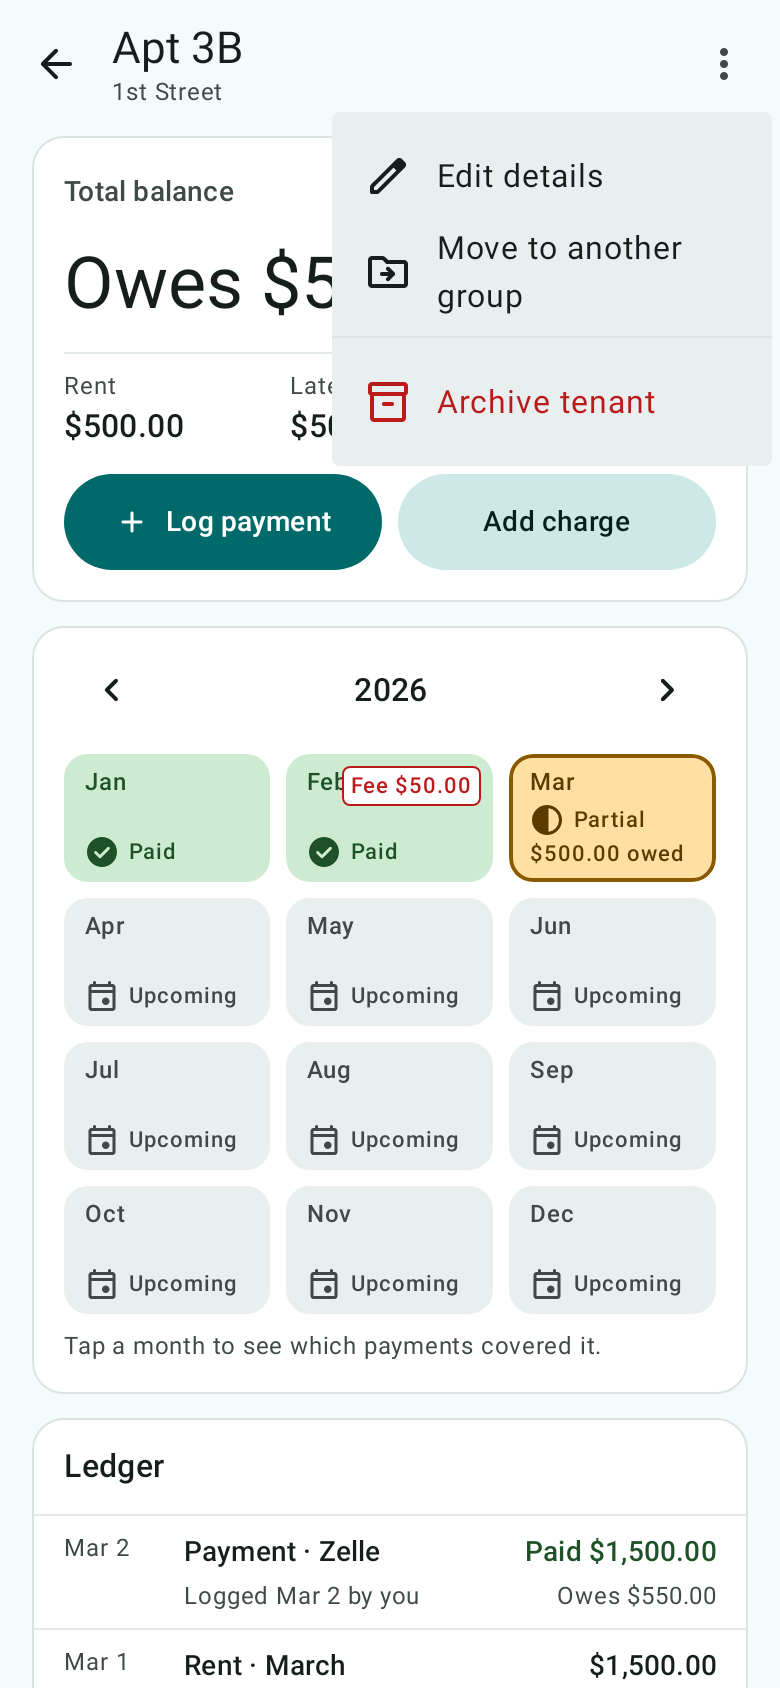 Apt 3B
1st Street
Edit details
Move to another
group
Archive tenant
Total balance
Owes $5
Rent
$500.00
Late
$50
Log payment
Add charge
2026
Jan
Paid
Feb
Fee $50.00
Paid
Mar
Partial
$500.00 owed
Apr
Upcoming
May
Upcoming
Jun
Upcoming
Jul
Upcoming
Aug
Upcoming
Sep
Upcoming
Oct
Upcoming
Nov
Upcoming
Dec
Upcoming
Tap a month to see which payments covered it.
Ledger
Mar 2 Payment · Zelle Paid $1,500.00
Logged Mar 2 by you Owes $550.00
Mar 1 Rent · March $1,500.00